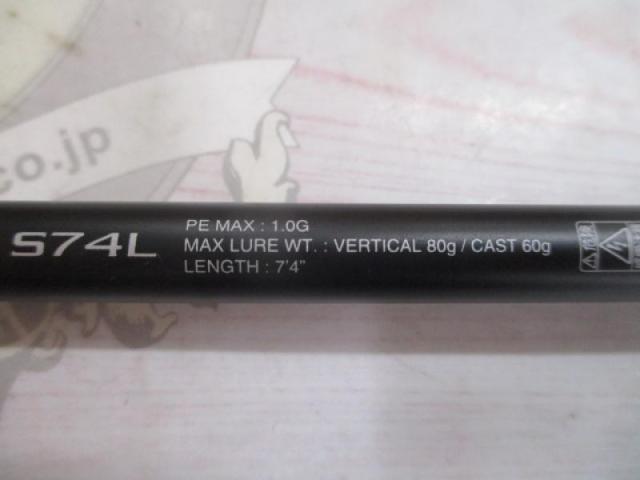 co.jp
S74L
PE MAX : 1.0G
MAX LURE WT. : VERTICAL 80g / CAST 60g
LENGTH : 7'4"